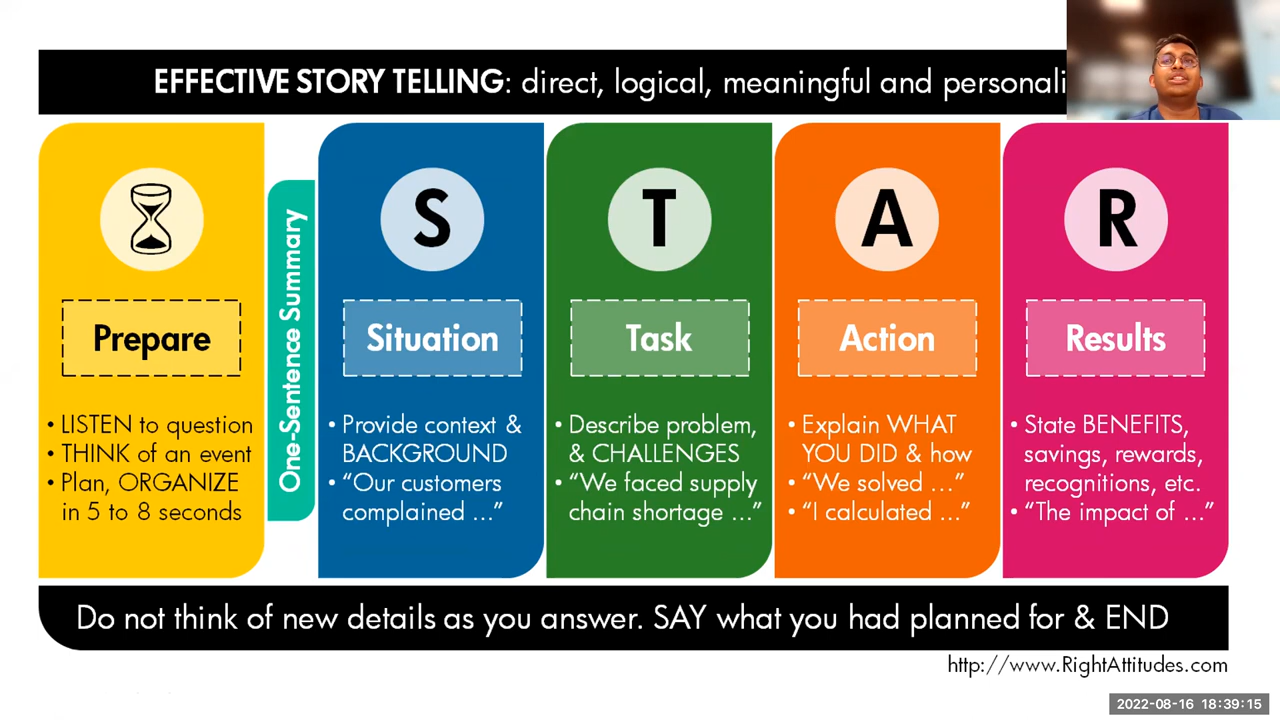 EFFECTIVE STORY TELLING: direct, logical, meaningful and
One-Sentence Summary
Prepare
• LISTEN to question
• THINK of an event
• Plan, ORGANIZE
in 5 to 8 seconds
S
Situation
• Provide context &
BACKGROUND
• “Our customers
complained ...”
T
Task
• Describe problem,
& CHALLENGES
• “We faced supply
chain shortage ...”
A
Action
• Explain WHAT
YOU DID & how
• “We solved ...”
• “I calculated ...”
R
Results
• State BENEFITS,
savings, rewards,
recognitions, etc.
• “The impact of ...”
Do not think of new details as you answer. SAY what you had planned for & END
http://www.RightAttitudes.com
2022-08-16 18:39:15